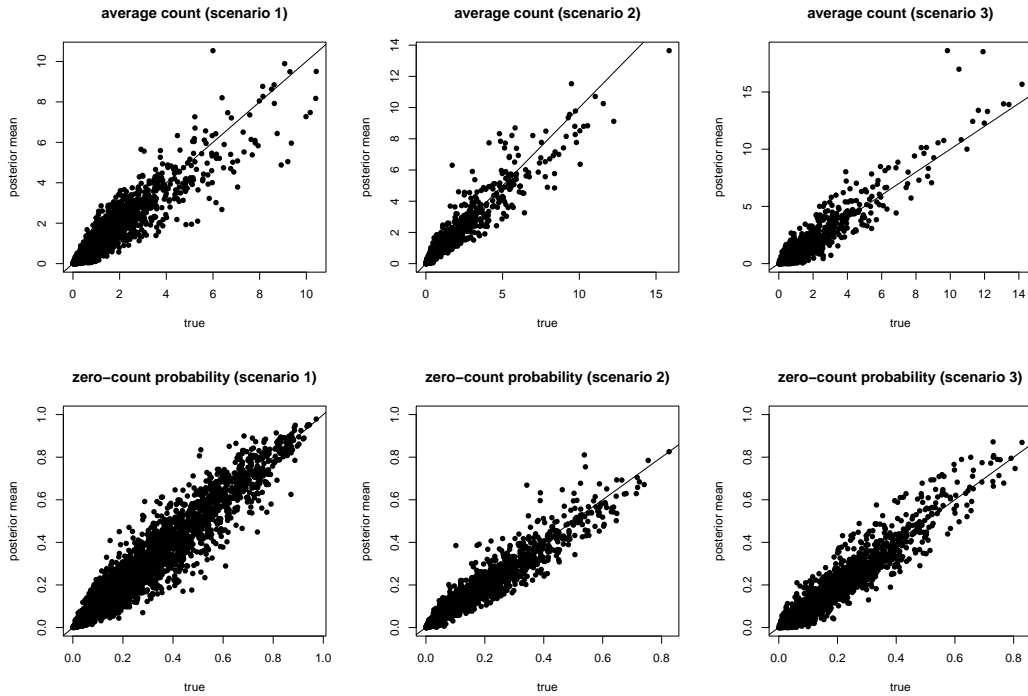 average count (scenario 1)
average count (scenario 2)
average count (scenario 3)
posterior mean
0 2 4 6 8 10
0 2 4 6 8 10
true
posterior mean
0 2 4 6 8 10 12 14
0 5 10 15
true
posterior mean
0 5 10 15
0 2 4 6 8 10 12 14
true
zero−count probability (scenario 1)
zero−count probability (scenario 2)
zero−count probability (scenario 3)
posterior mean
0.0 0.2 0.4 0.6 0.8 1.0
0.0 0.2 0.4 0.6 0.8 1.0
true
posterior mean
0.0 0.2 0.4 0.6 0.8 1.0
0.0 0.2 0.4 0.6 0.8
true
posterior mean
0.0 0.2 0.4 0.6 0.8 1.0
0.0 0.2 0.4 0.6 0.8
true